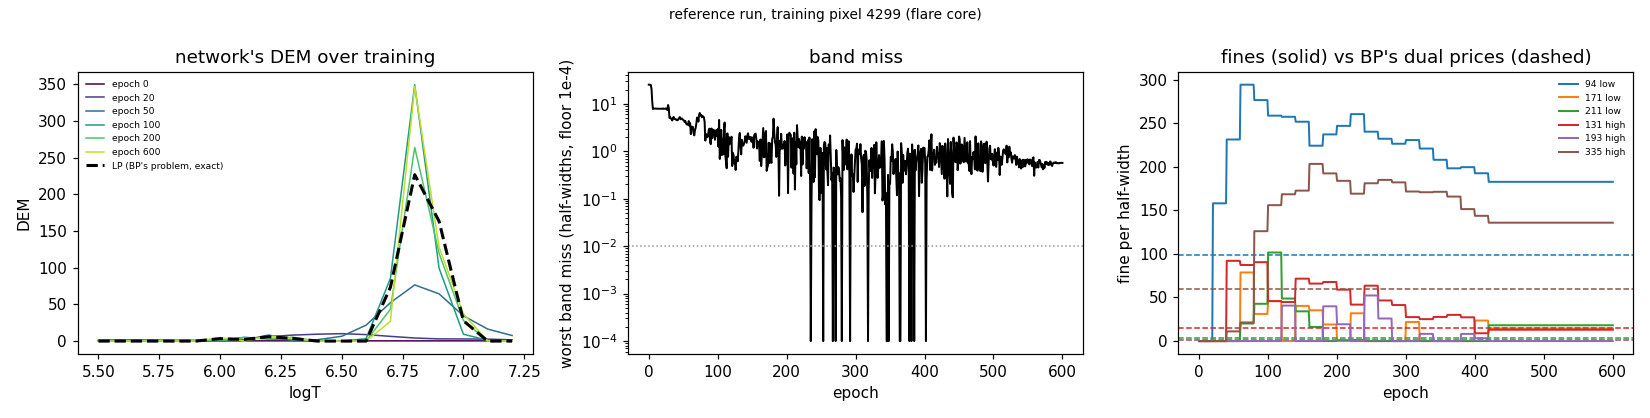 reference run, training pixel 4299 (flare core)
network's DEM over training
DEM
350
300
250
200
150
100
50
0
epoch 0
epoch 20
epoch 50
epoch 100
epoch 200
epoch 600
LP (BP's problem, exact)
5.50 5.75 6.00 6.25 6.50 6.75 7.00 7.25
logT
band miss
worst band miss (half-widths, floor 1e-4)
10¹
10⁰
10⁻¹
10⁻²
10⁻³
10⁻⁴
0 100 200 300 400 500 600
epoch
fines (solid) vs BP's dual prices (dashed)
fine per half-width
300
250
200
150
100
50
0
94 low
171 low
211 low
131 high
193 high
335 high
0 100 200 300 400 500 600
epoch